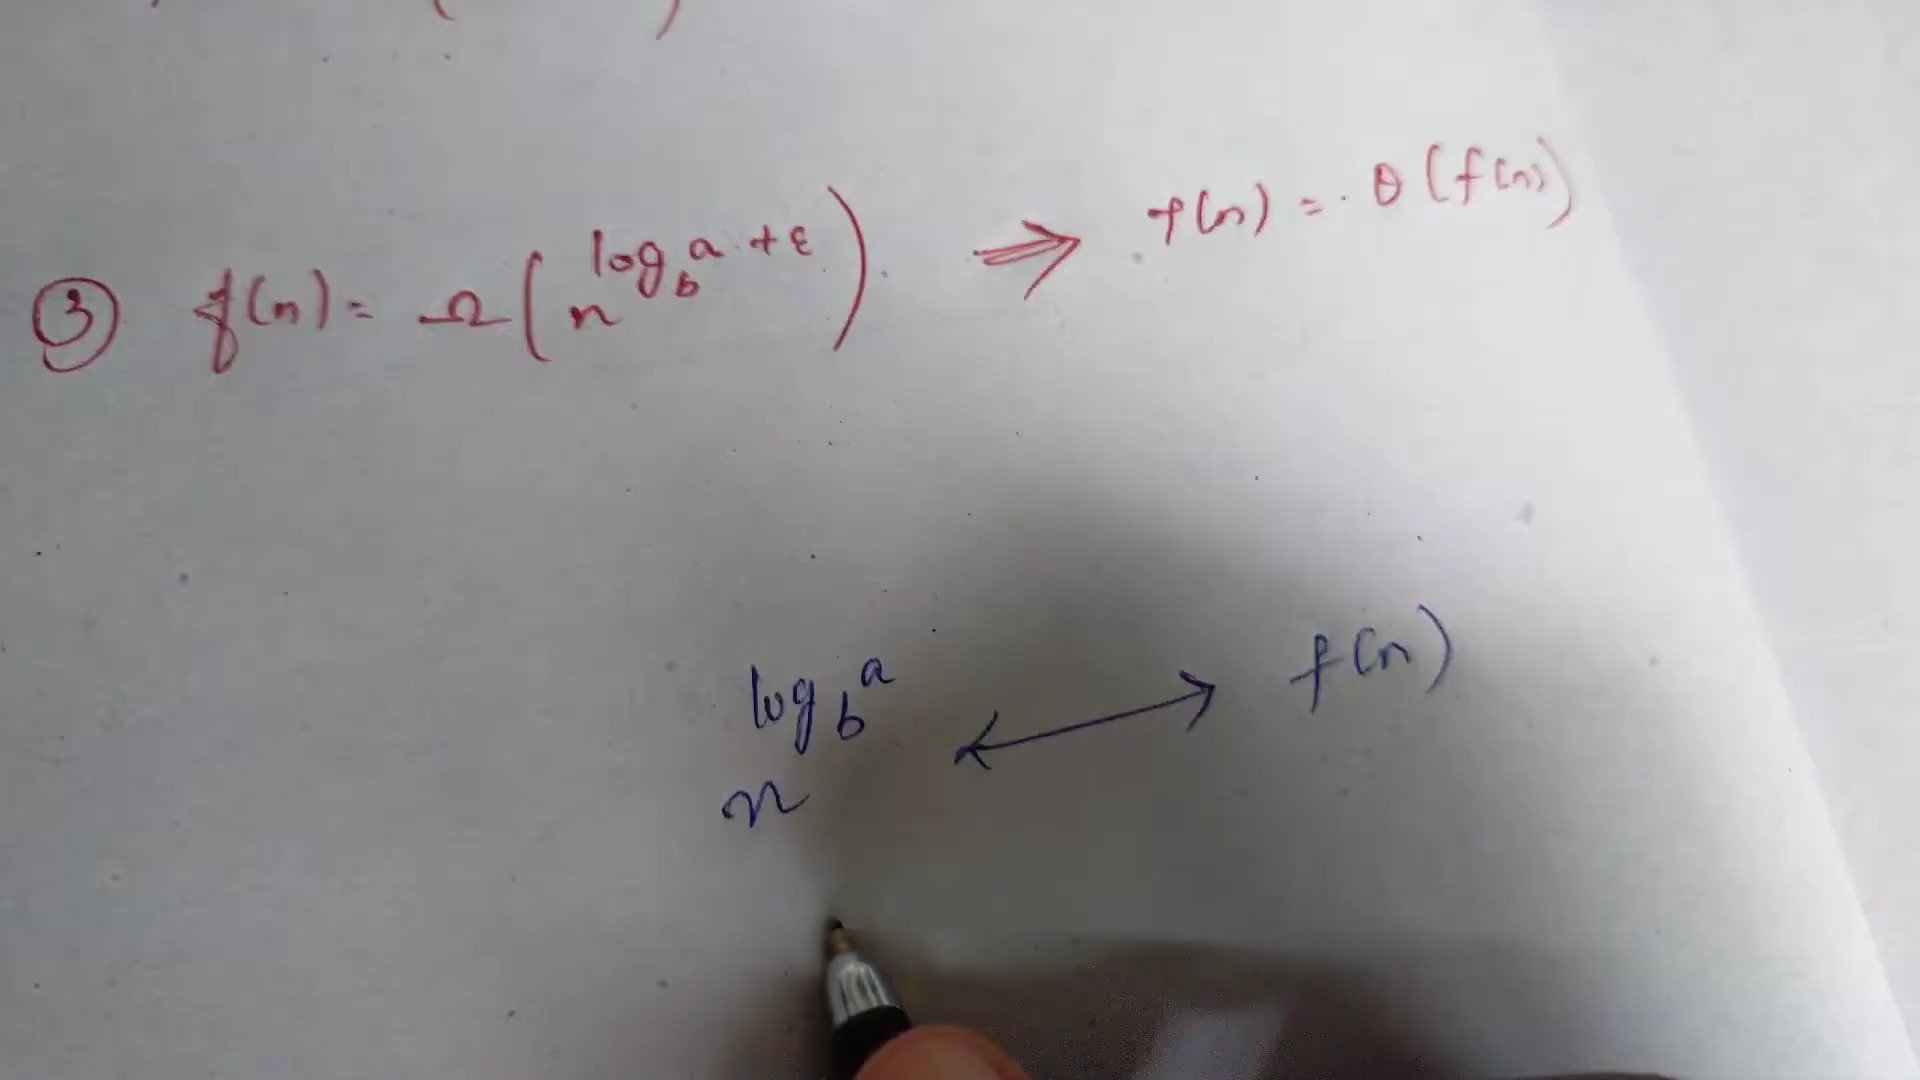 ③ f(n) = Ω(n^(log_b a + ε)) ⇒ T(n) = θ(f(n))
n^(log_b a) ↔ f(n)